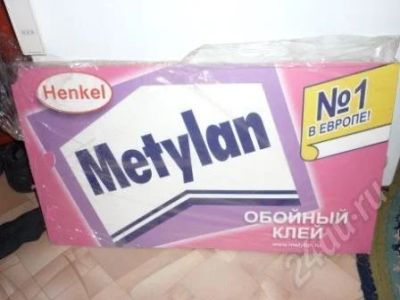 Henkel
Metylan
№1
В ЕВРОПЕ!
ОБОЙНЫЙ
КЛЕЙ
www.metylan.ru
24au.ru